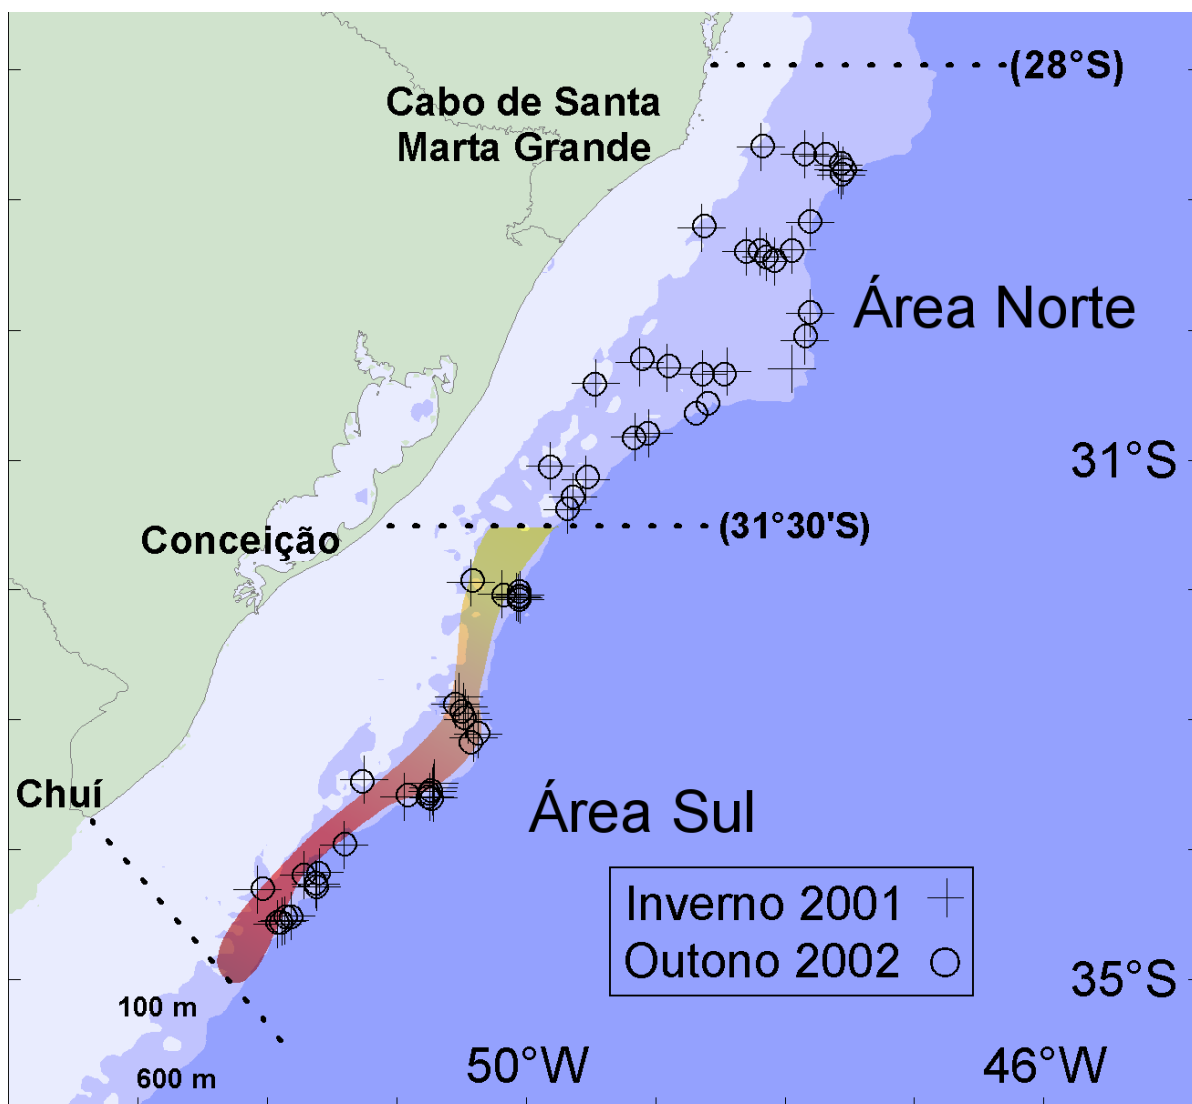 (28°S)
Cabo de Santa
Marta Grande
Área Norte
31°S
(31°30'S)
Conceição
Chuí
Área Sul
Inverno 2001
Outono 2002
35°S
100 m
50°W
46°W
600 m